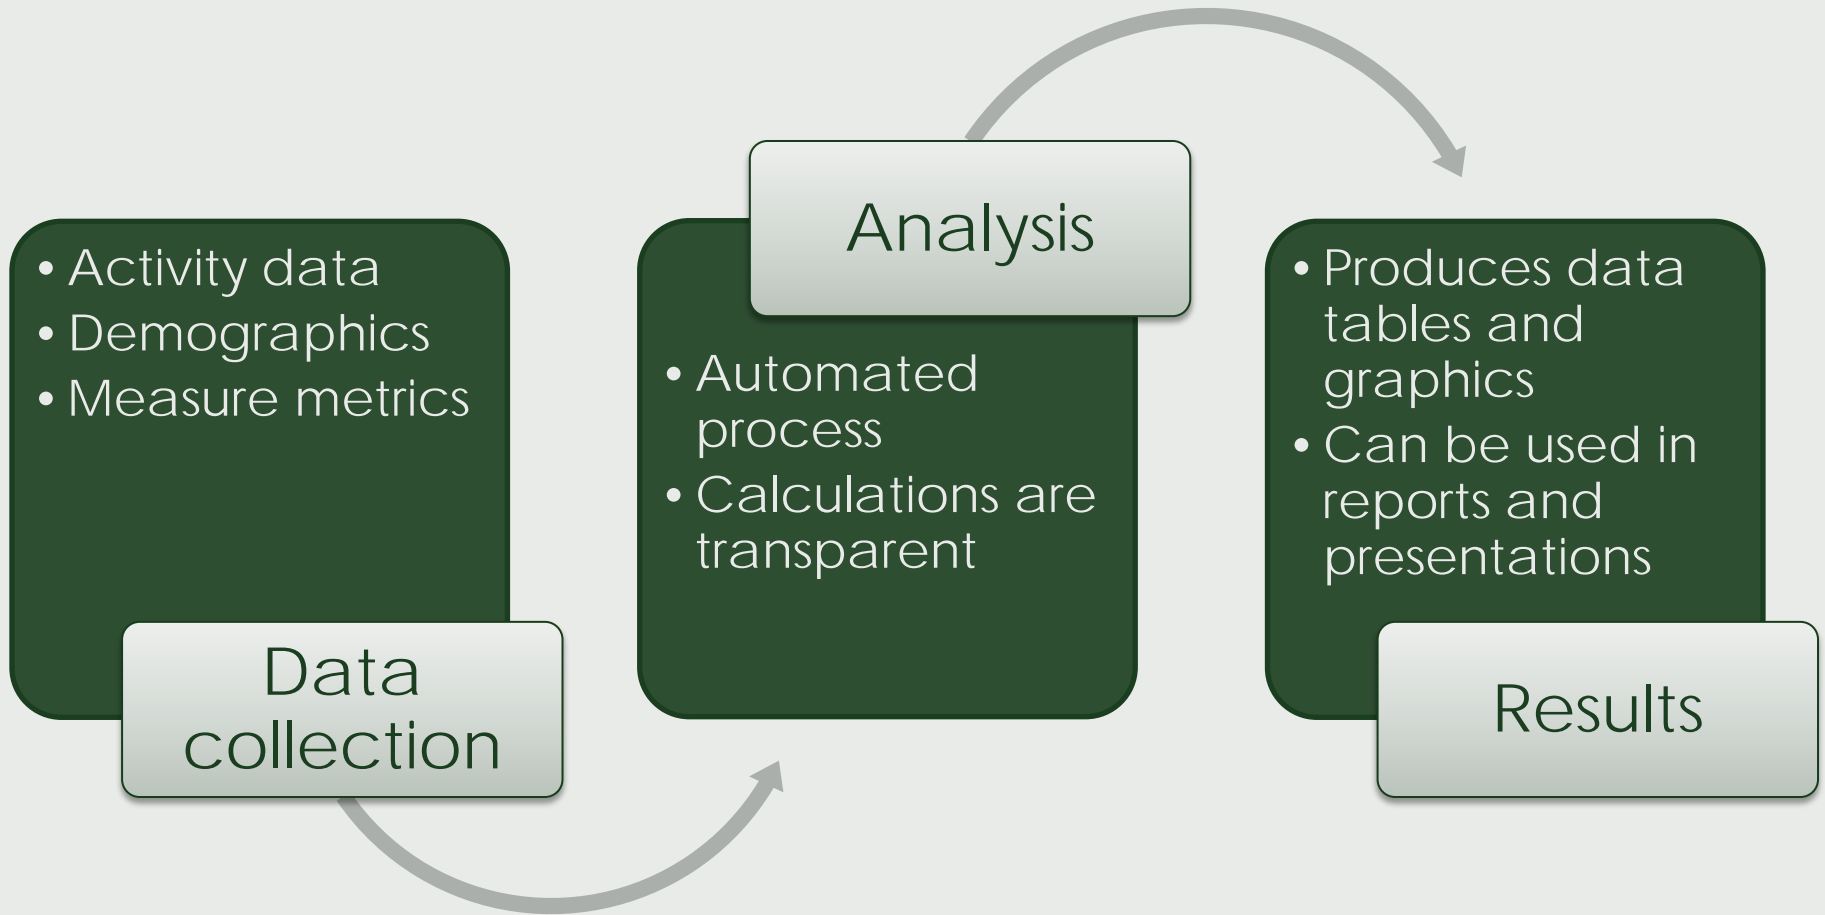 • Activity data
• Demographics
• Measure metrics
Data
collection
Analysis
• Automated
process
• Calculations are
transparent
• Produces data
tables and
graphics
• Can be used in
reports and
presentations
Results